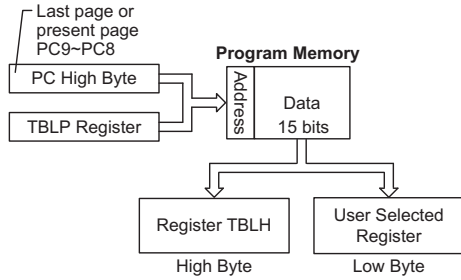 Last page or
present page
PC9~PC8
Program Memory
PC High Byte
TBLP Register
Address
Data
15 bits
Register TBLH
User Selected
Register
High Byte
Low Byte